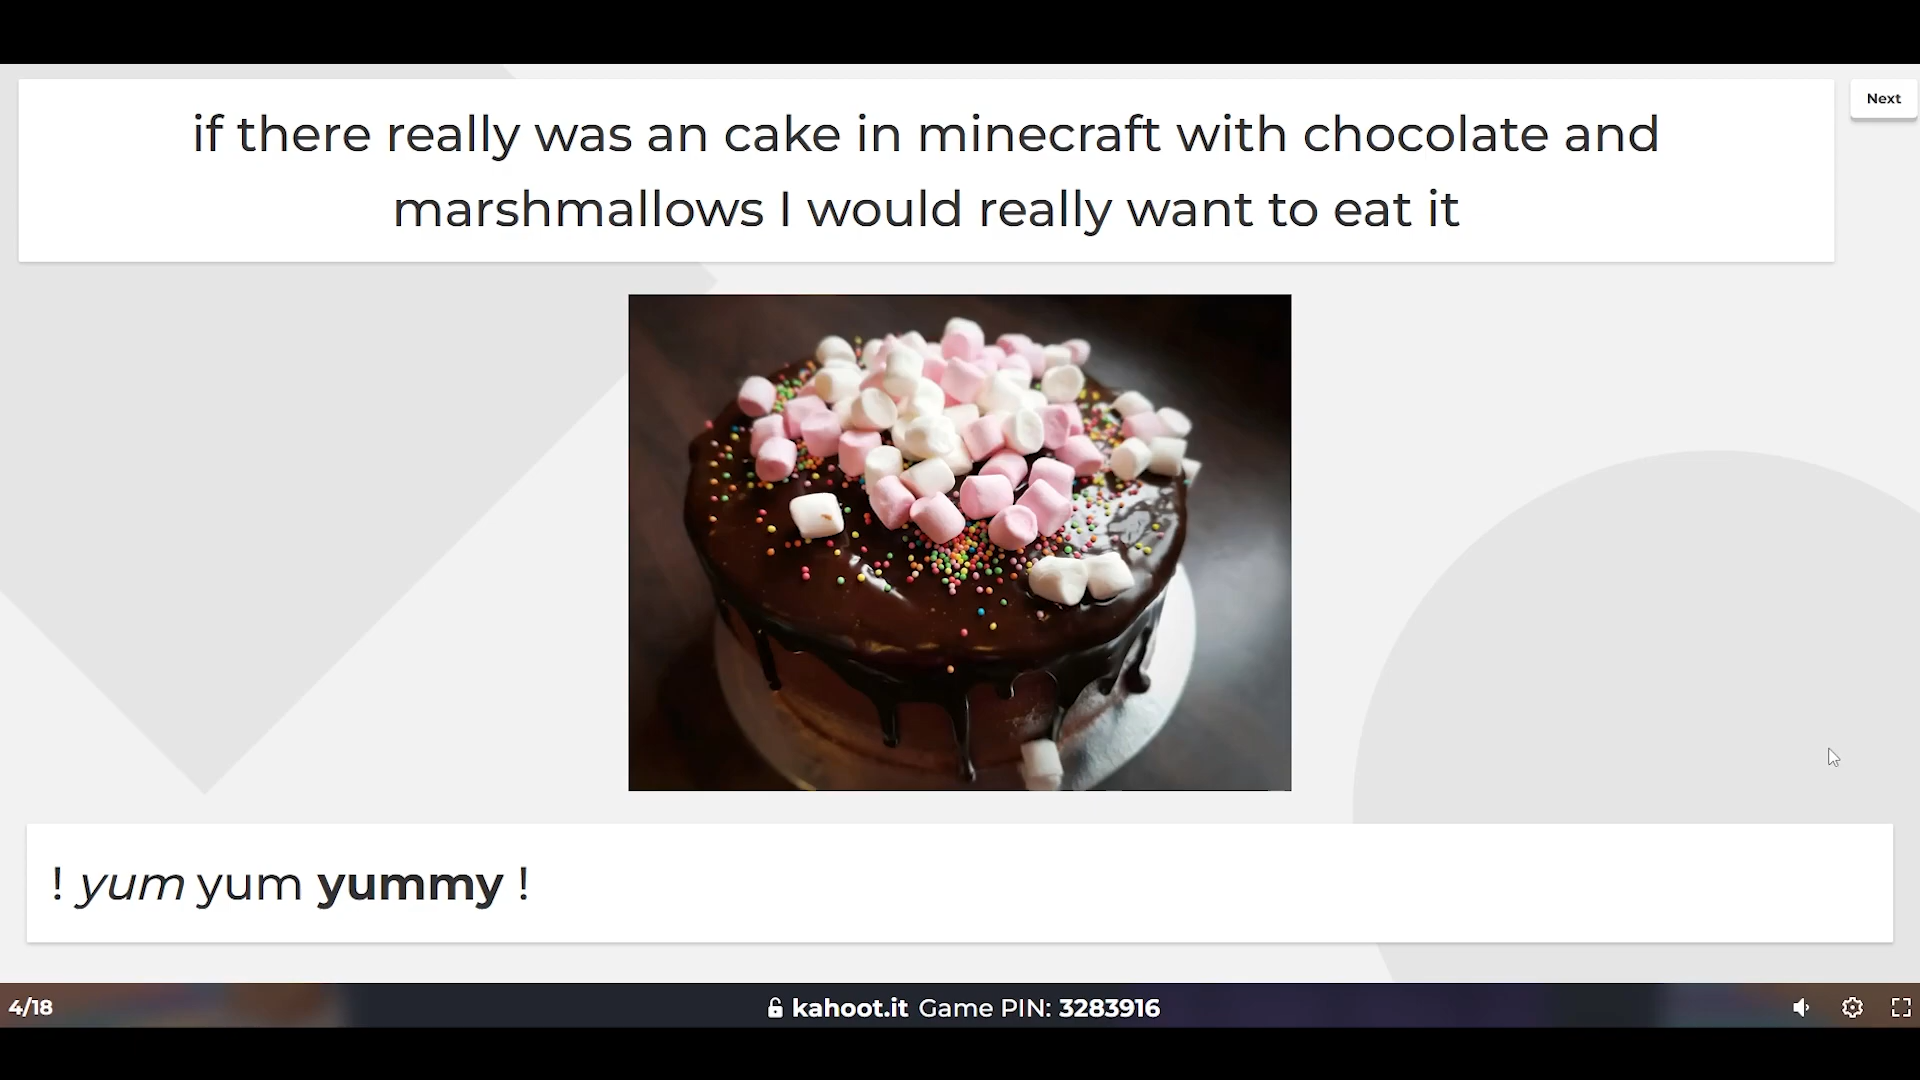 Next
if there really was an cake in minecraft with chocolate and
marshmallows I would really want to eat it
! yum yum yummy !
4/18
kahoot.it Game PIN: 3283916